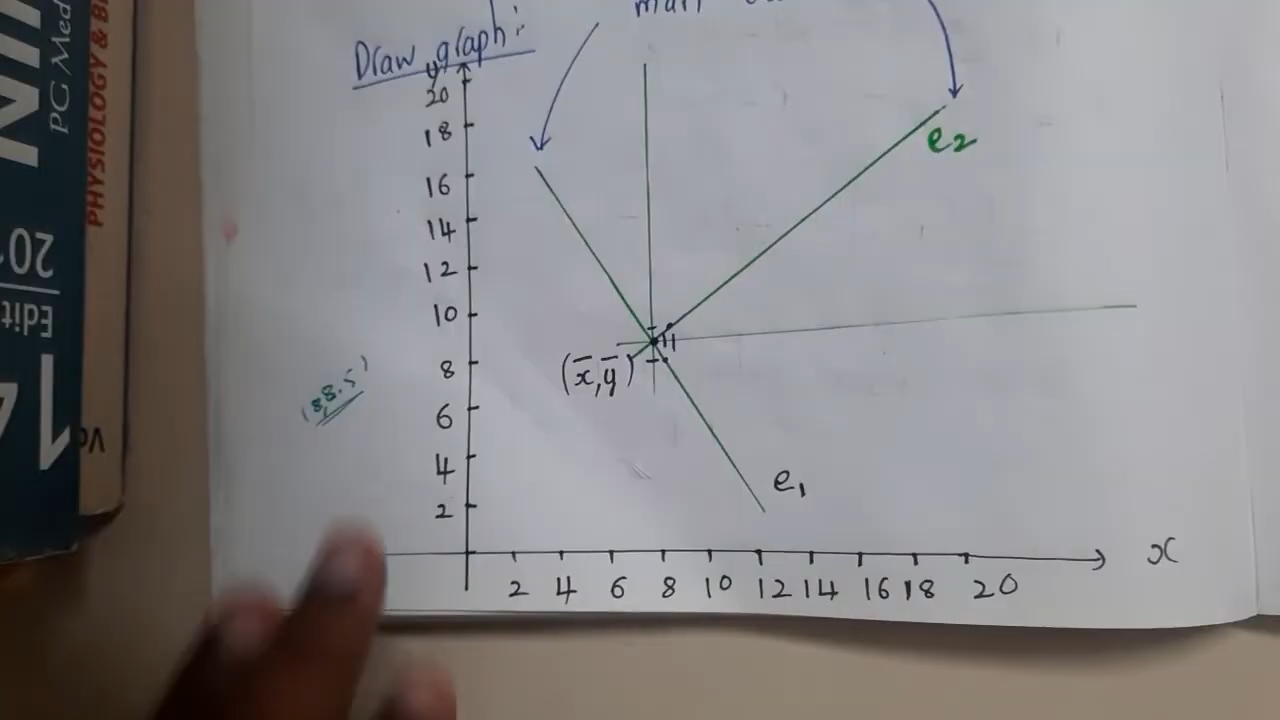 Draw graph:
y
20
18
16
14
12
10
8
6
4
2
e2
(x̄, ȳ)
(8,8.5)
e₁
x
2 4 6 8 10 12 14 16 18 20
PG Med
PHYSIOLOGY & B
Edit